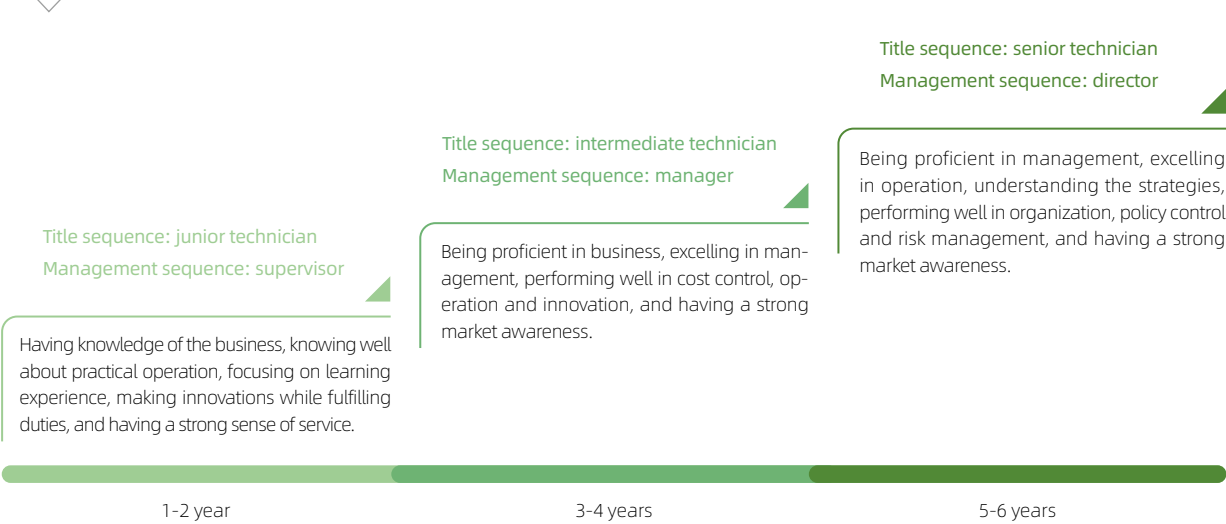 Title sequence: senior technician
Management sequence: director
Being proficient in management, excelling
in operation, understanding the strategies,
performing well in organization, policy control
and risk management, and having a strong
market awareness.
Title sequence: intermediate technician
Management sequence: manager
Being proficient in business, excelling in man-
agement, performing well in cost control, op-
eration and innovation, and having a strong
market awareness.
Title sequence: junior technician
Management sequence: supervisor
Having knowledge of the business, knowing well
about practical operation, focusing on learning
experience, making innovations while fulfilling
duties, and having a strong sense of service.
1-2 year
3-4 years
5-6 years